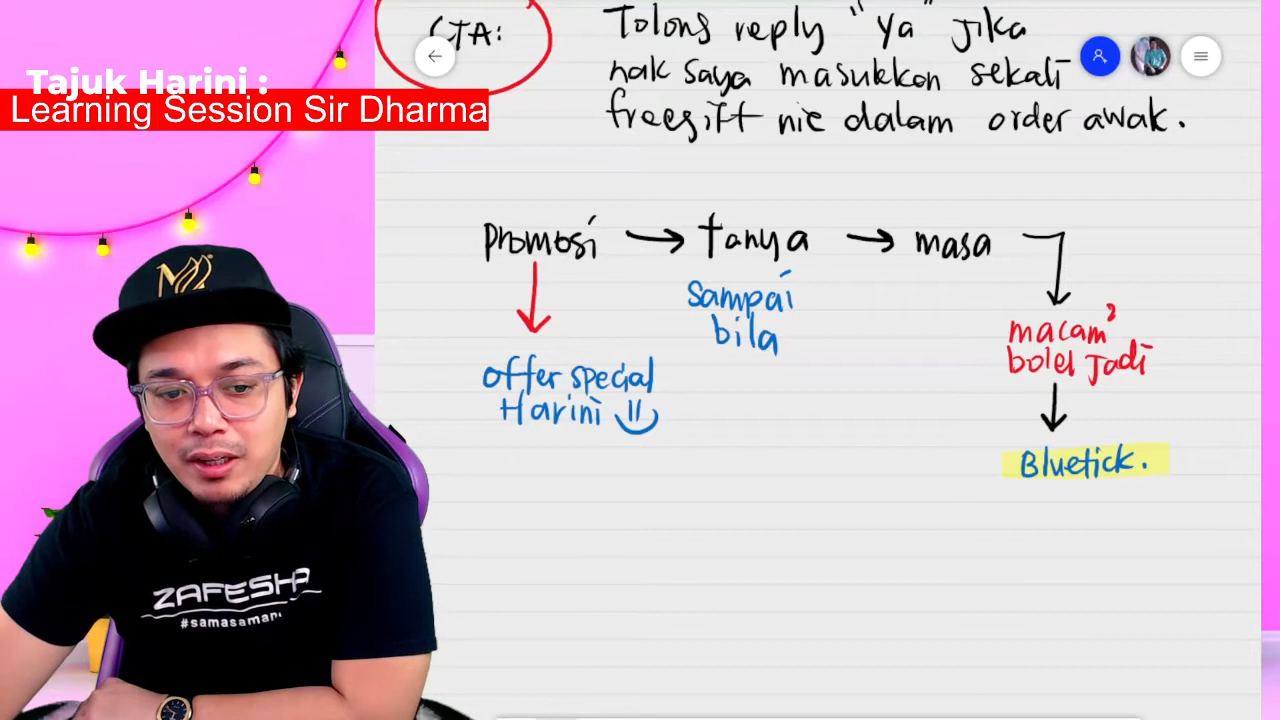 CTA:
Tolong reply "ya" jika
nak saya masukkan sekali
freegift nie dalam order awak.
Tajuk Harini :
Learning Session Sir Dharma
Promosi → tanya → masa
sampai
bila
macam²
boleh Jadi
offer special
Harini
Bluetick.
ZAFESHA
#samasamam